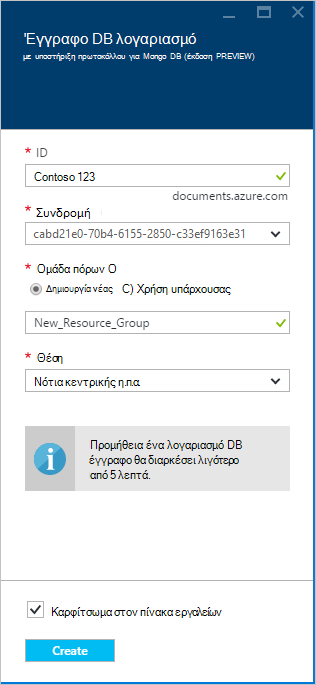 Έγγραφο DB λογαριασμό
με υποστήριξη πρωτοκόλλου για Mongo DB (έκδοση PREVIEW)
* ID
Contoso 123
documents.azure.com
* Συνδρομή
cabd21e0-70b4-6155-2850-c33ef9163e31
* Ομάδα πόρων O
Δημιουργία νέας C) Χρήση υπάρχουσας
New_Resource_Group
* Θέση
Νότια κεντρικής η.π.α.
Προμήθεια ένα λογαριασμό DB
έγγραφο θα διαρκέσει λιγότερο
από 5 λεπτά.
Καρφίτσωμα στον πίνακα εργαλείων
Create